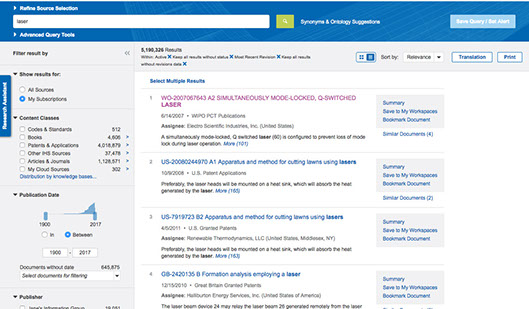 Refine Source Selection
laser
Synonyms & Ontology Suggestions
Save Query / Set Alert
Advanced Query Tools
Filter result by
Show results for:
All Sources
My Subscriptions
Content Classes
Codes & Standards 512
Books 4,606
Patents & Applications 4,018,879
Other IHS Documents 37,478
Articles & Journals 1,128,571
My Cloud Sources 302
Distribution by knowledge bases...
Publication Date
1900 2017
In Between
1900 - 2017
Documents without date 645,875
Select documents for filtering
Publisher
Research Assistant
5,190,326 Results
Within: Active X Keep all results without status X Most Recent Revision X Keep all results
without revisions data X
Sort by: Relevance
Translation
Print
Select Multiple Results
1 WO-2007067643 A2 SIMULTANEOUSLY MODE-LOCKED, Q-SWITCHED
LASER
6/14/2007 • WIPO PCT Publications
Assignee: Electro Scientific Industries, Inc. (United States)
A simultaneously mode-locked, Q switched laser (60) is configured to prevent loss of mode
lock during laser operation. More (101)
Summary
Save to My Workspaces
Bookmark Document
Similar Documents (4)
2 US-20080244970 A1 Apparatus and method for cutting lawns using lasers
10/9/2008 • U.S. Patent Applications
Preferably, the laser heads will be mounted on a heat sink, which will absorb the heat
generated by the laser. More (163)
Summary
Save to My Workspaces
Bookmark Document
Similar Documents (2)
3 US-7919723 B2 Apparatus and method for cutting lawns using lasers
4/5/2011 • U.S. Granted Patents
Assignee: Renewable Thermodynamics, LLC (United States, Middleses, NY)
Preferably, the laser heads will be mounted on a heat sink, which will absorb the heat
generated by the laser. More (165)
Summary
Save to My Workspaces
Bookmark Document
4 GB-2420135 B Formation analysis employing a laser
12/15/2010 • Great Britain Granted Patents
Assignee: Halliburton Energy Services, Inc. (United States of America)
The laser beam device 24 may relay the laser beam 26 generated remotely from the laser
Summary
Save to My Workspaces
Bookmark Document